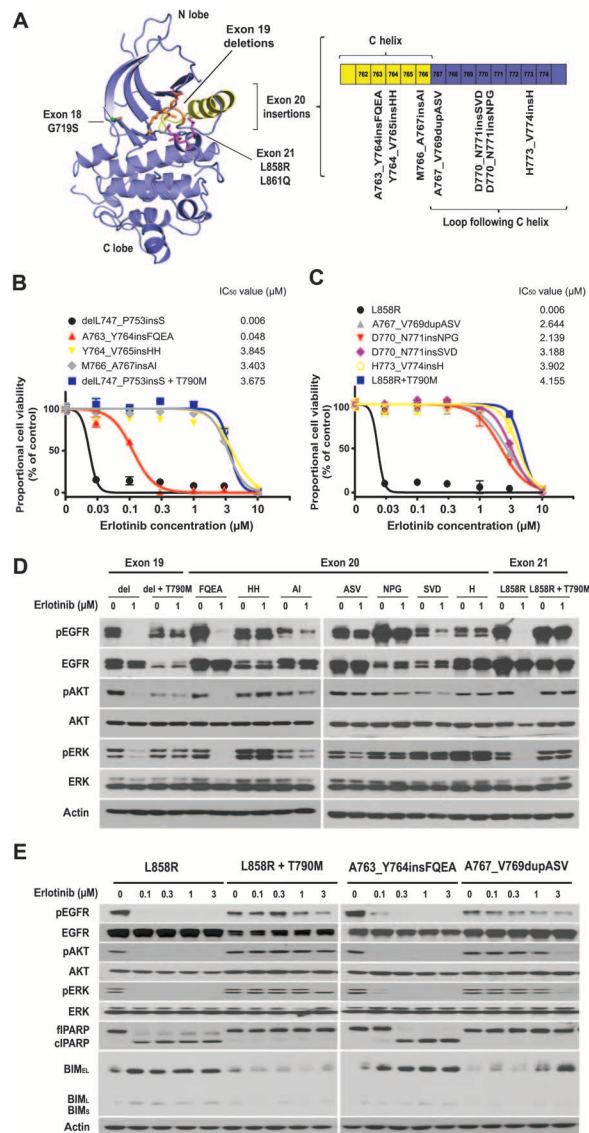 A
N lobe
Exon 19
deletions
Exon 18
G719S
Exon 20
insertions
Exon 21
L858R
L861Q
C lobe
C helix
762 763 764 765 766 767 768 769 770 771 772 773 774
A763_Y764insFQEA
Y764_V765insHH
M766_A767insAI
A767_V769dupASV
D770_N771insSVD
D770_N771insNPG
H773_V774insH
Loop following C helix
B
IC50 value (µM)
delL747_P753insS 0.006
A763_Y764insFQEA 0.048
Y764_V765insHH 3.845
M766_A767insAI 3.403
delL747_P753insS + T790M 3.675
Proportional cell viability
(% of control)
100
50
0
0 0.03 0.1 0.3 1 3 10
Erlotinib concentration (µM)
C
IC50 value (µM)
L858R 0.006
A767_V769dupASV 2.644
D770_N771insNPG 2.139
D770_N771insSVD 3.188
H773_V774insH 3.902
L858R+T790M 4.155
Proportional cell viability
(% of control)
100
50
0
0 0.03 0.1 0.3 1 3 10
Erlotinib concentration (µM)
D
Exon 19 Exon 20 Exon 21
del del + T790M FQEA HH AI ASV NPG SVD H L858R L858R + T790M
Erlotinib (µM) 0 1 0 1 0 1 0 1 0 1 0 1 0 1 0 1 0 1 0 1 0 1
pEGFR
EGFR
pAKT
AKT
pERK
ERK
Actin
E
L858R L858R + T790M A763_Y764insFQEA A767_V769dupASV
Erlotinib (µM) 0 0.1 0.3 1 3 0 0.1 0.3 1 3 0 0.1 0.3 1 3 0 0.1 0.3 1 3
pEGFR
EGFR
pAKT
AKT
pERK
ERK
flPARP
clPARP
BIMEL
BIML
BIMS
Actin